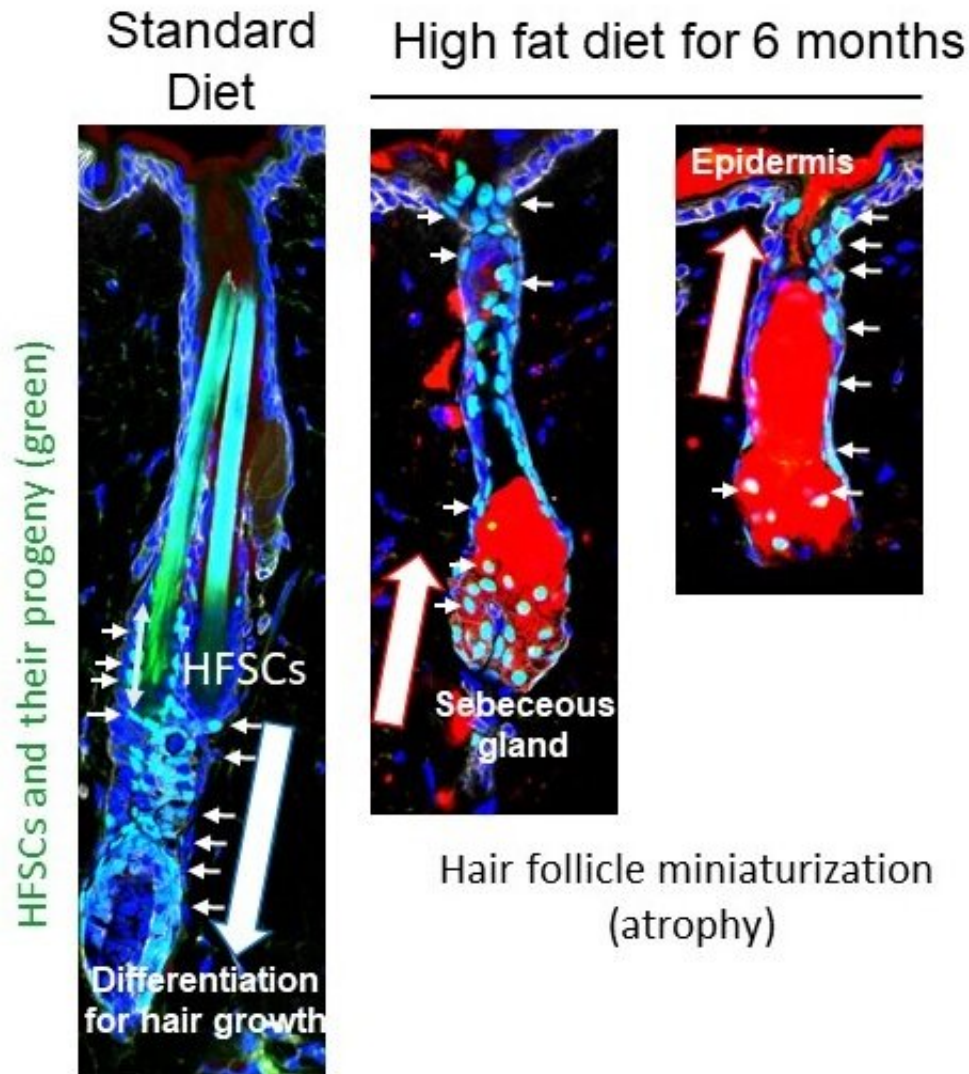 Standard
Diet
High fat diet for 6 months
HFSCs and their progeny (green)
HFSCs
Differentiation
for hair growth
Sebeceous
gland
Epidermis
Hair follicle miniaturization
(atrophy)